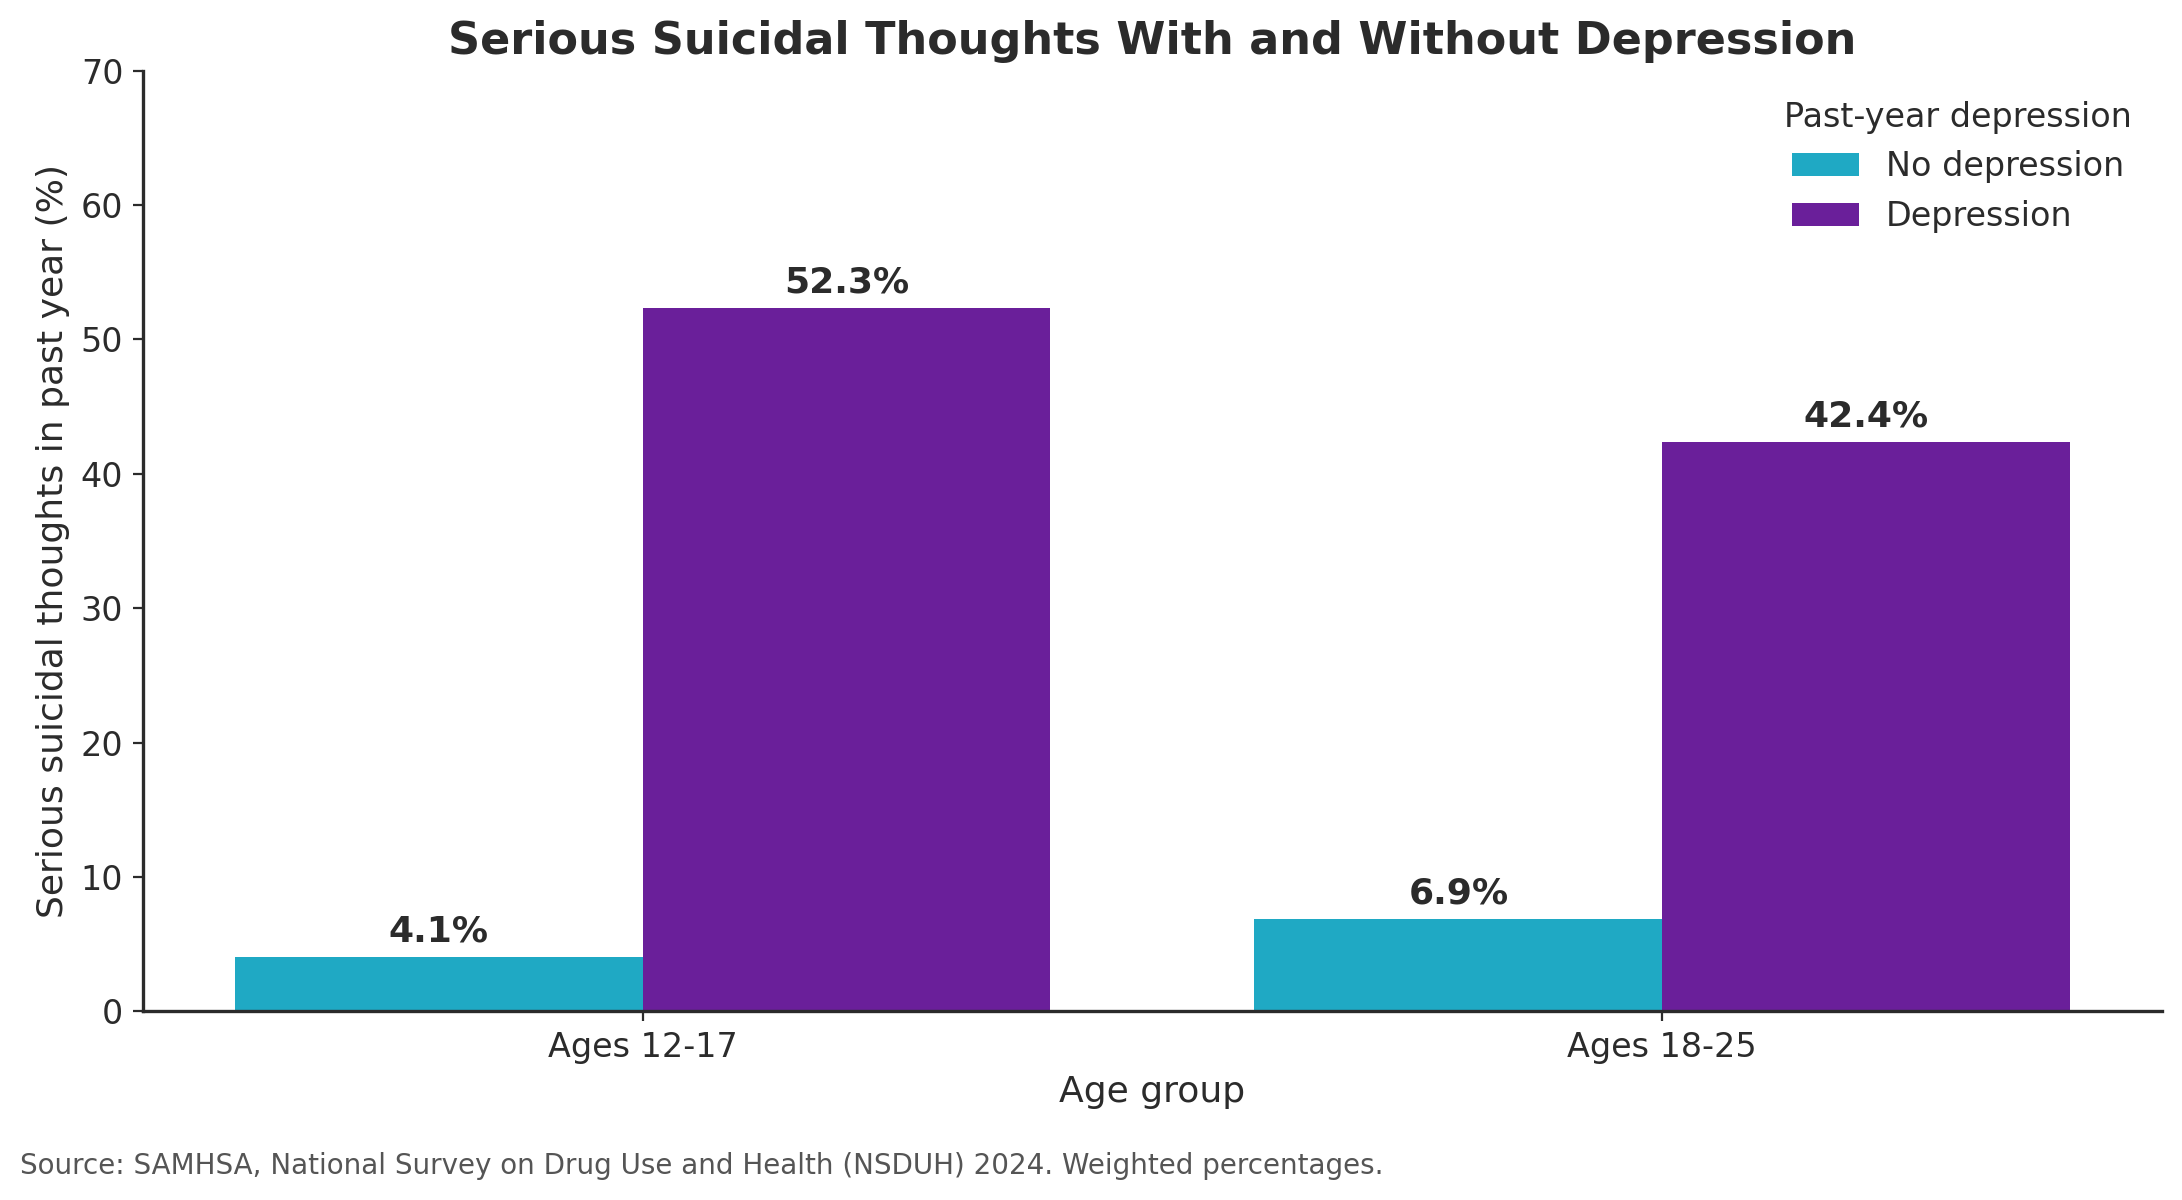 Serious Suicidal Thoughts With and Without Depression
Serious suicidal thoughts in past year (%)
70
60
50
40
30
20
10
0
Past-year depression
No depression
Depression
4.1%
52.3%
6.9%
42.4%
Ages 12-17
Ages 18-25
Age group
Source: SAMHSA, National Survey on Drug Use and Health (NSDUH) 2024. Weighted percentages.